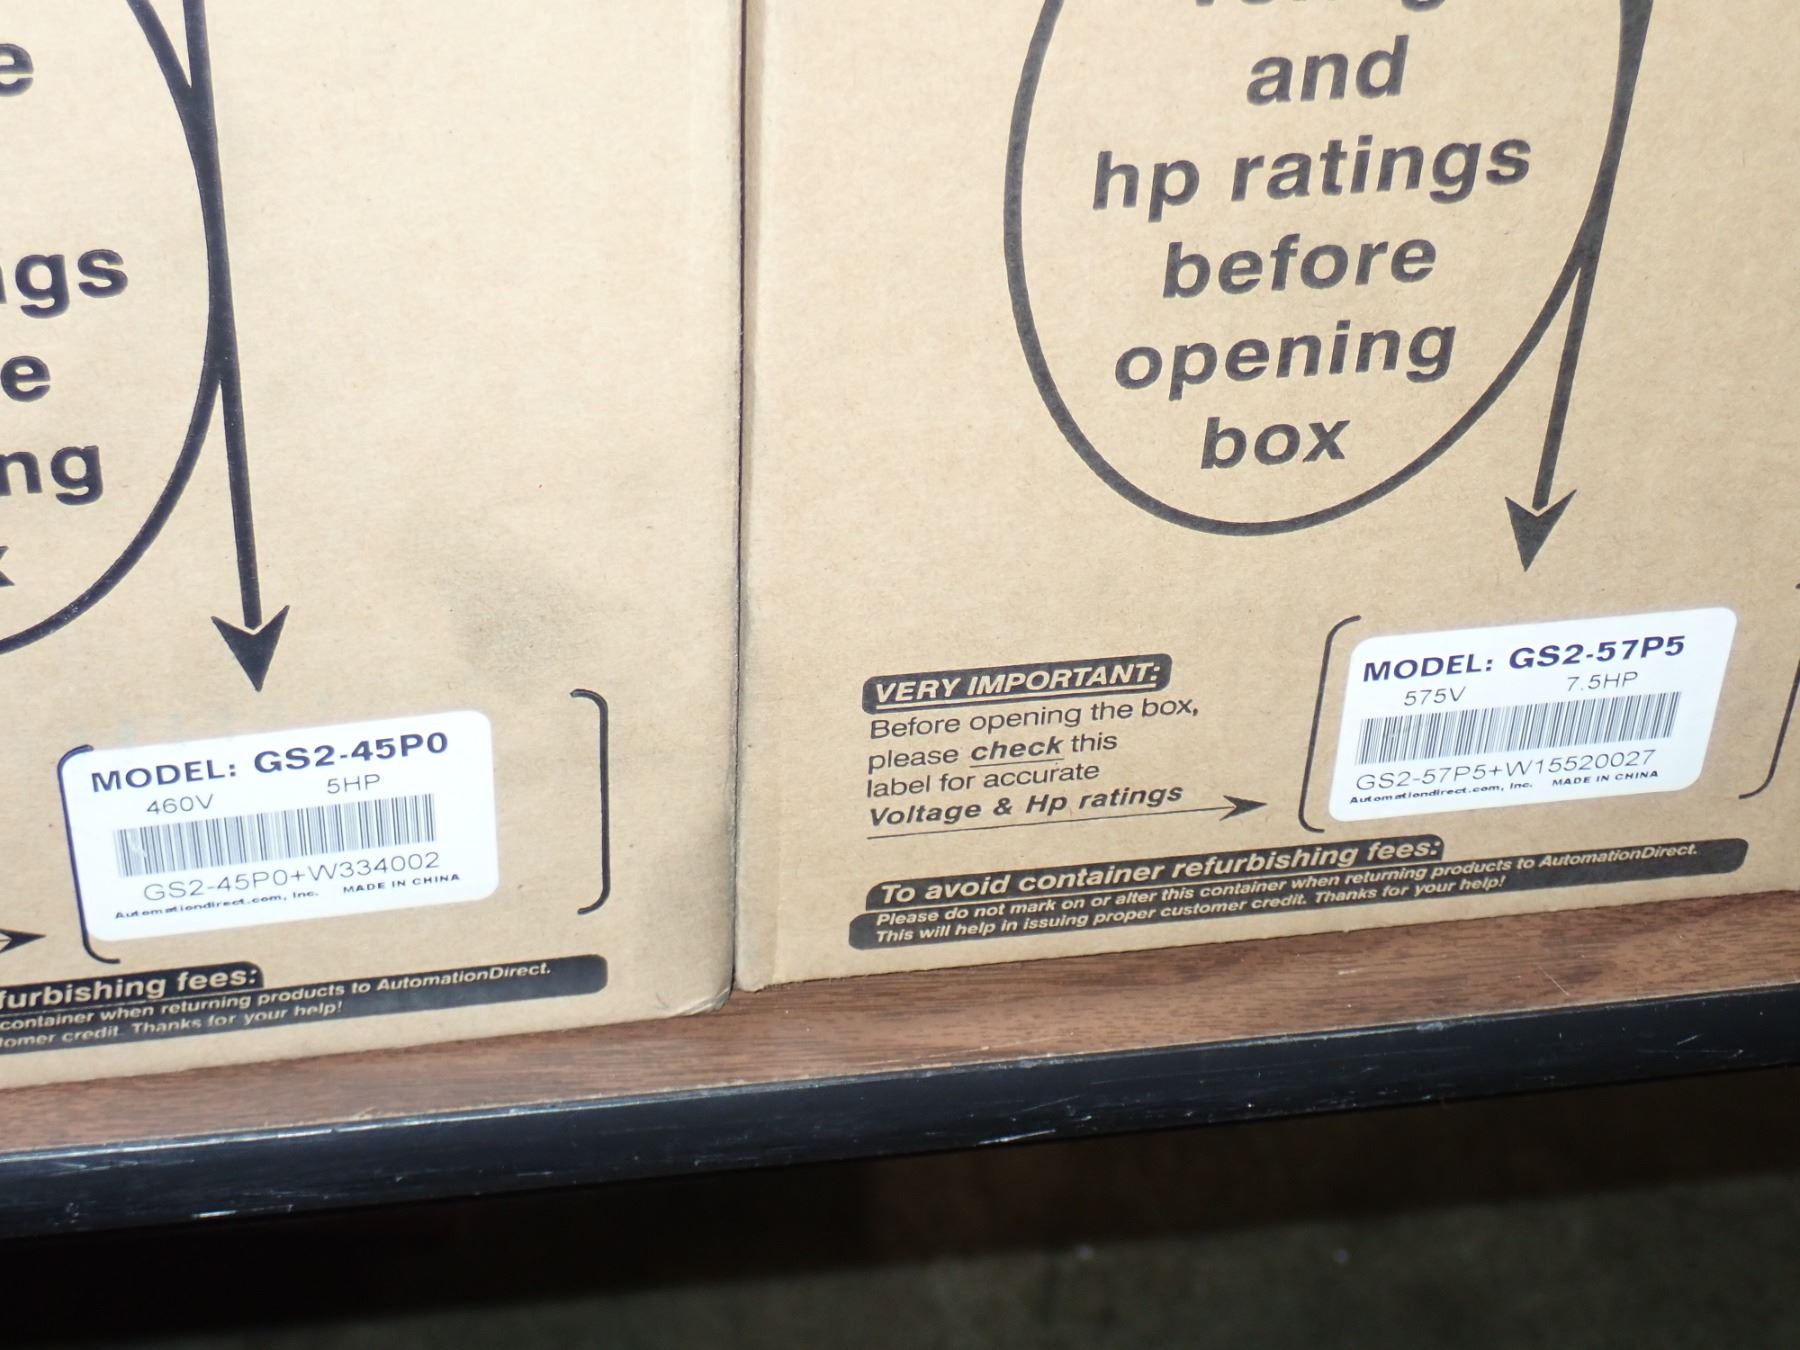 e
gs
e
ng
MODEL: GS2-45P0
460V 5HP
GS2-45P0+W334002
Automationdirect.com, Inc. MADE IN CHINA
furbishing fees:
container when returning products to AutomationDirect.
tomer credit. Thanks for your help!
and
hp ratings
before
opening
box
VERY IMPORTANT:
Before opening the box,
please check this
label for accurate
Voltage & Hp ratings
MODEL: GS2-57P5
575V 7.5HP
GS2-57P5+W15520027
Automationdirect.com, Inc. MADE IN CHINA
To avoid container refurbishing fees:
Please do not mark on or alter this container when returning products to AutomationDirect.
This will help in issuing proper customer credit. Thanks for your help!